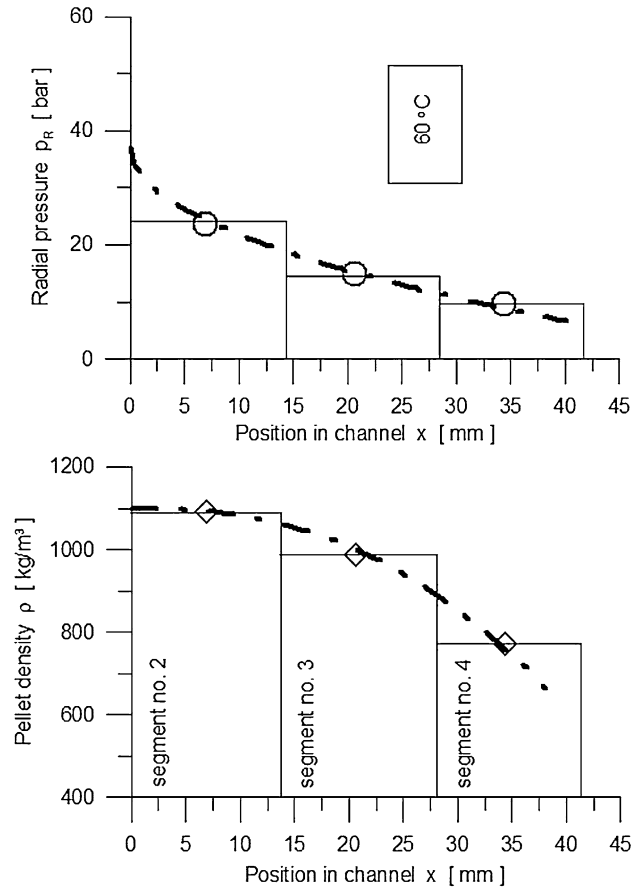 60
40
20
0
Radial pressure p_R [ bar]
60 °C
0 5 10 15 20 25 30 35 40 45
Position in channel x [ mm]
1200
1100
1000
800
600
400
Pellet density ρ [ kg/m³]
segment no. 2
segment no. 3
segment no. 4
0 5 10 15 20 25 30 35 40 45
Position in channel x [ mm]